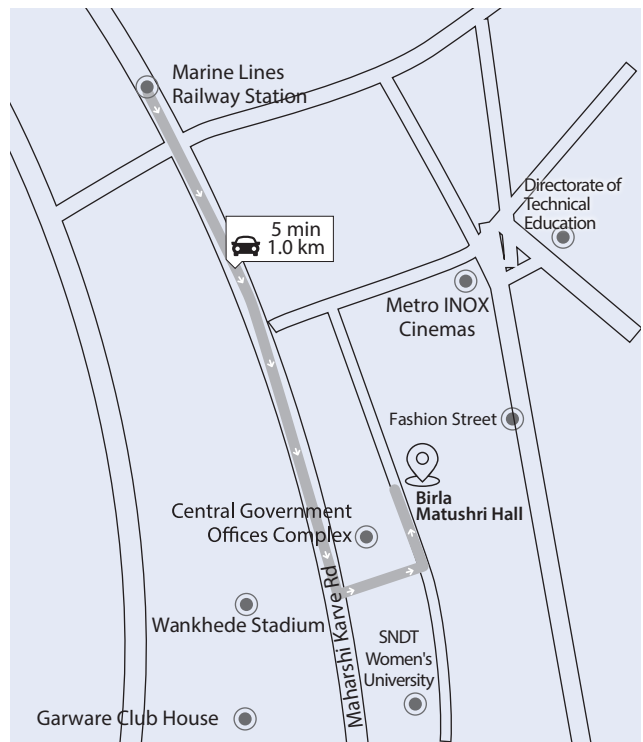 Marine Lines
Railway Station
Directorate of
Technical
Education
5 min
1.0 km
Metro INOX
Cinemas
Fashion Street
Birla
Matushri Hall
Central Government
Offices Complex
Maharshi Karve Rd
Wankhede Stadium
SNDT
Women's
University
Garware Club House